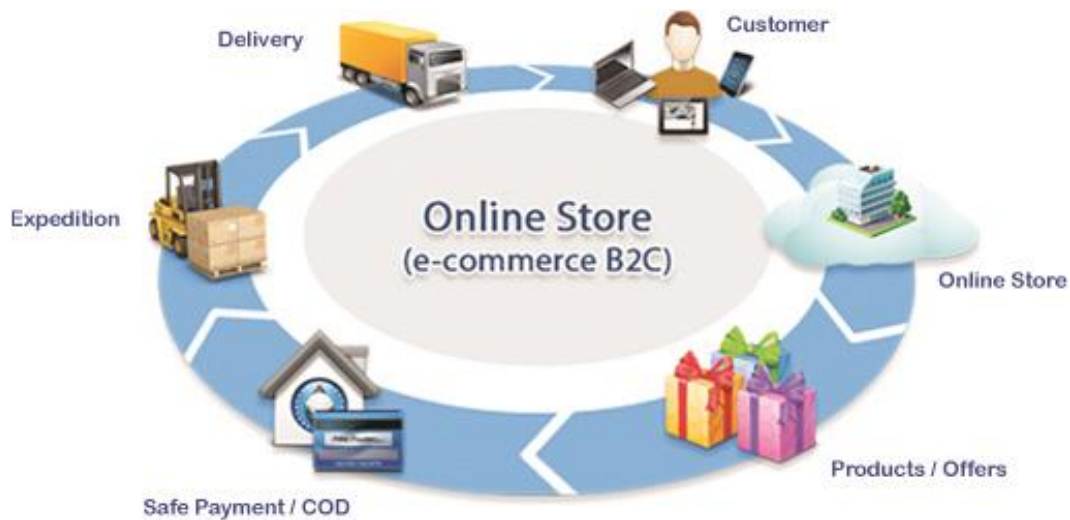 Delivery
Customer
Expedition
Online Store
(e-commerce B2C)
Online Store
Products / Offers
Safe Payment / COD